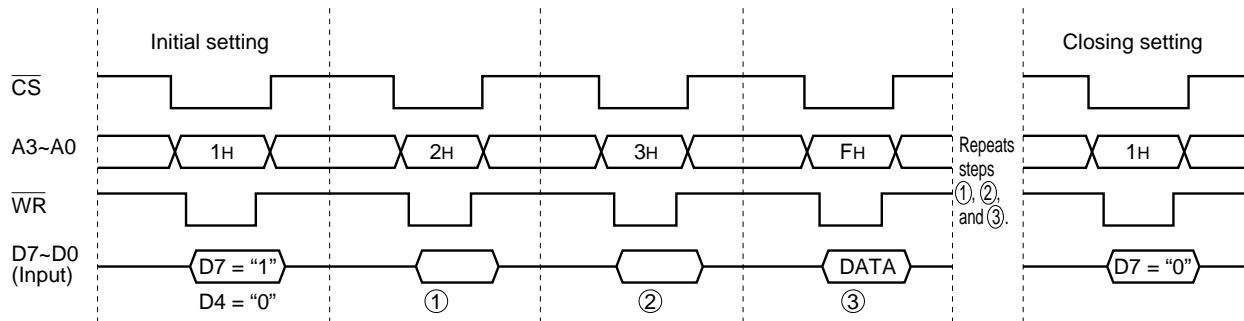 Initial setting
Closing setting
CS
A3~A0
1H
2H
3H
FH
Repeats
steps
①, ②,
and ③.
1H
WR
D7~D0
(Input)
D7 = “1”
DATA
D7 = “0”
D4 = “0”
①
②
③